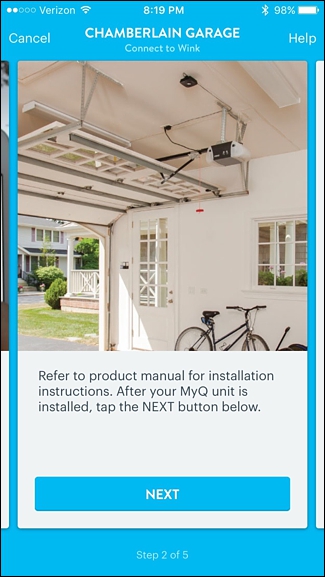 Verizon 8:19 PM 98%
Cancel CHAMBERLAIN GARAGE Help
Connect to Wink
Refer to product manual for installation
instructions. After your MyQ unit is
installed, tap the NEXT button below.
NEXT
Step 2 of 5